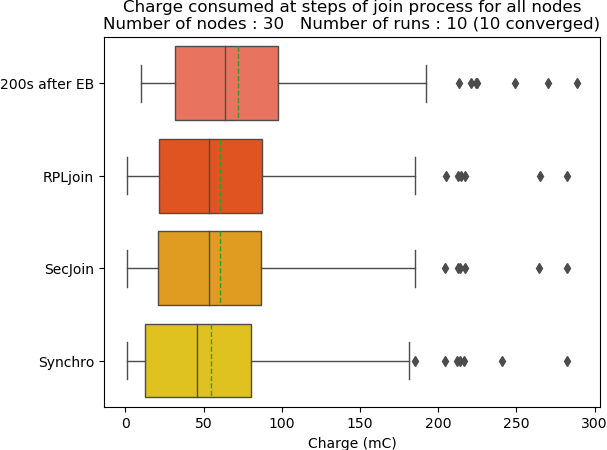 Charge consumed at steps of join process for all nodes
Number of nodes : 30   Number of runs : 10 (10 converged)
200s after EB
RPLjoin
SecJoin
Synchro
0 50 100 150 200 250 300
Charge (mC)